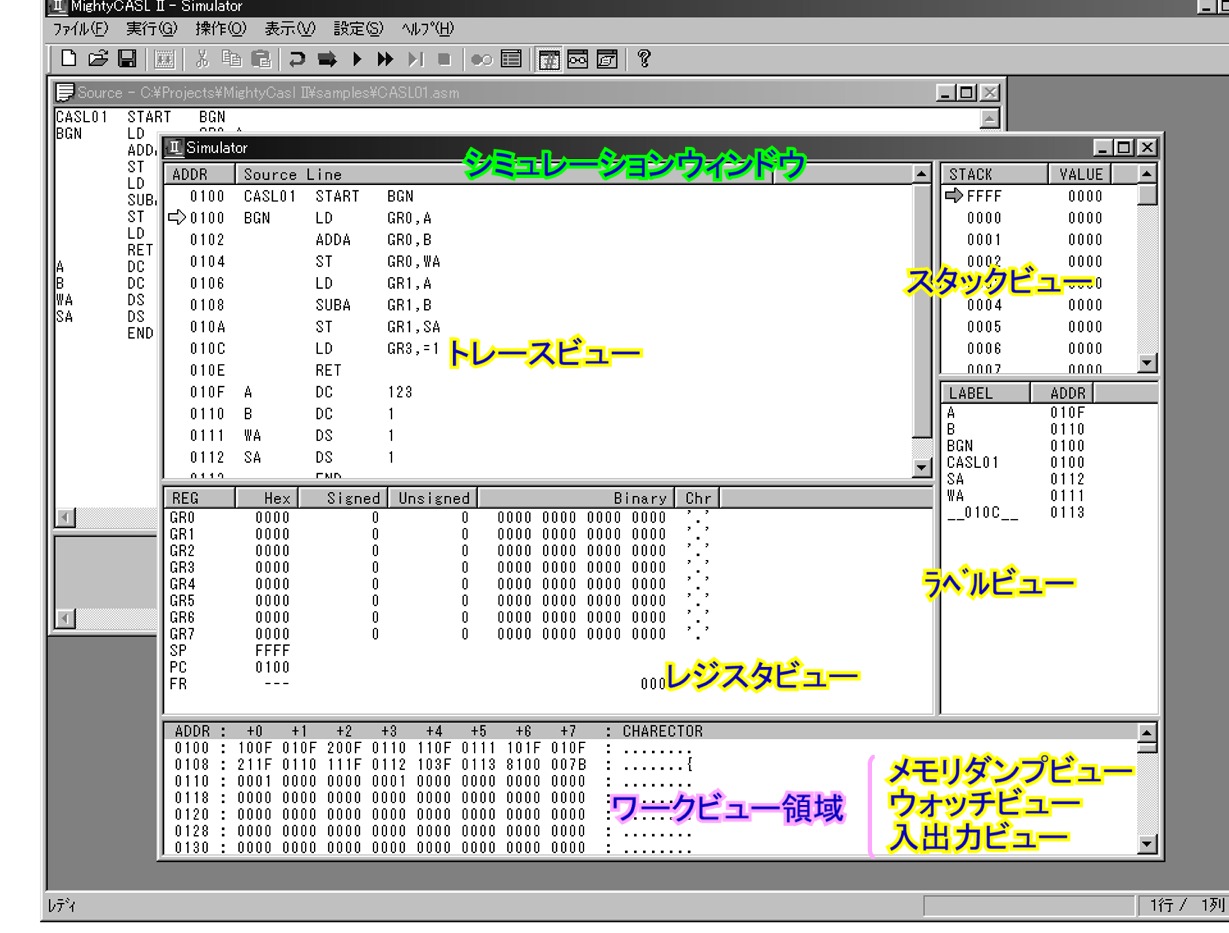 MightyCASL II - Simulator
ファイル(F) 実行(G) 操作(O) 表示(V) 設定(S) ヘルプ(H)
Source - C:¥Projects¥MightyCasl II¥samples¥CASL01.asm
CASL01 START BGN
BGN LD
ADD
ST
LD
SUB
ST
LD
RET
A DC
B DC
WA DS
SA DS
END
Simulator
シミュレーションウィンドウ
ADDR Source Line
0100 CASL01 START BGN
0100 BGN LD GR0,A
0102 ADDA GR0,B
0104 ST GR0,WA
0106 LD GR1,A
0108 SUBA GR1,B
010A ST GR1,SA
010C LD GR3,=1
010E RET
010F A DC 123
0110 B DC 1
0111 WA DS 1
0112 SA DS 1
0113 END
トレースビュー
STACK VALUE
FFFF 0000
0000 0000
0001 0000
0002 0000
0000
0004 0000
0005 0000
0006 0000
0007 0000
スタックビュー
LABEL ADDR
A 010F
B 0110
BGN 0100
CASL01 0100
SA 0112
WA 0111
__010C__ 0113
ラベルビュー
REG Hex Signed Unsigned Binary Chr
GR0 0000 0 0 0000 0000 0000 0000 '.'
GR1 0000 0 0 0000 0000 0000 0000 '.'
GR2 0000 0 0 0000 0000 0000 0000 '.'
GR3 0000 0 0 0000 0000 0000 0000 '.'
GR4 0000 0 0 0000 0000 0000 0000 '.'
GR5 0000 0 0 0000 0000 0000 0000 '.'
GR6 0000 0 0 0000 0000 0000 0000 '.'
GR7 0000 0 0 0000 0000 0000 0000 '.'
SP FFFF
PC 0100
FR --- 000
レジスタビュー
ADDR : +0 +1 +2 +3 +4 +5 +6 +7 : CHARECTOR
0100 : 100F 010F 200F 0110 110F 0111 101F 010F : ........
0108 : 211F 0110 111F 0112 103F 0113 8100 007B : .......{
0110 : 0001 0000 0000 0001 0000 0000 0000 0000 : ........
0118 : 0000 0000 0000 0000 0000 0000 0000 0000 :
0120 : 0000 0000 0000 0000 0000 0000 0000 0000 :
0128 : 0000 0000 0000 0000 0000 0000 0000 0000 : ........
0130 : 0000 0000 0000 0000 0000 0000 0000 0000 : ........
ワークビュー領域
メモリダンプビュー
ウォッチビュー
入出力ビュー
レディ 1行 / 1列